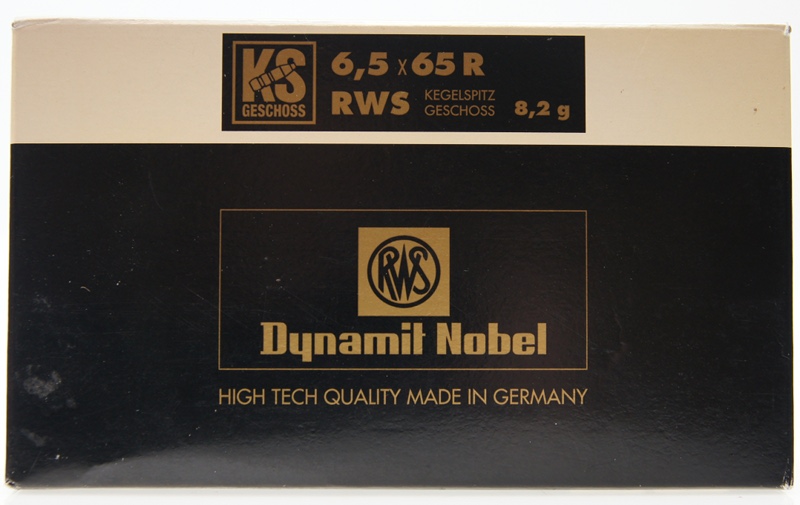 KS
GESCHOSS
6,5 x 65 R
RWS KEGELSPITZ GESCHOSS 8,2 g
RWS
Dynamit Nobel
HIGH TECH QUALITY MADE IN GERMANY